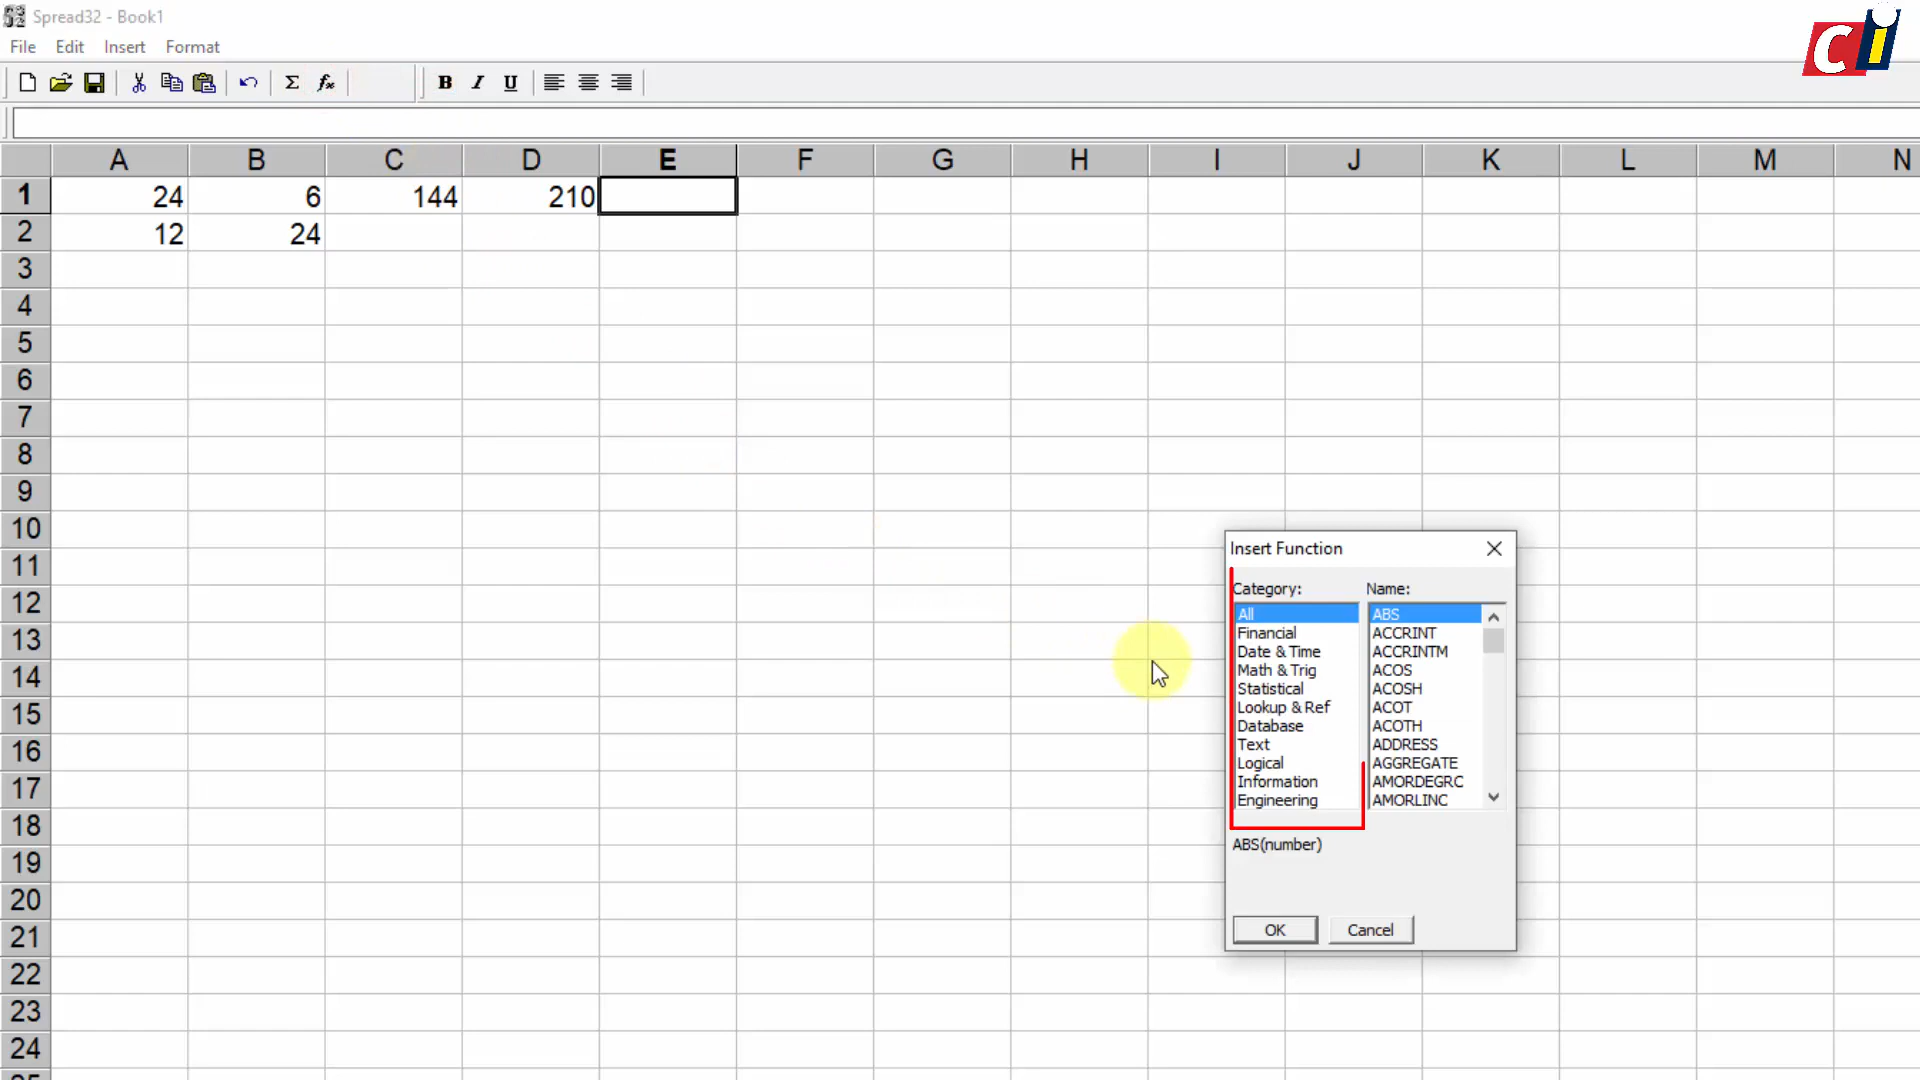 Spread32 - Book1
Ci
File Edit Insert Format
Σ fx B I U
A B C D E F G H I J K L M N
1 24 6 144 210
2 12 24
3
4
5
6
7
8
9
10
11
12
13
14
15
16
17
18
19
20
21
22
23
24
Insert Function
Category: Name:
All ABS
Financial ACCRINT
Date & Time ACCRINTM
Math & Trig ACOS
Statistical ACOSH
Lookup & Ref ACOT
Database ACOTH
Text ADDRESS
Logical AGGREGATE
Information AMORDEGRC
Engineering AMORLINC
ABS(number)
OK Cancel